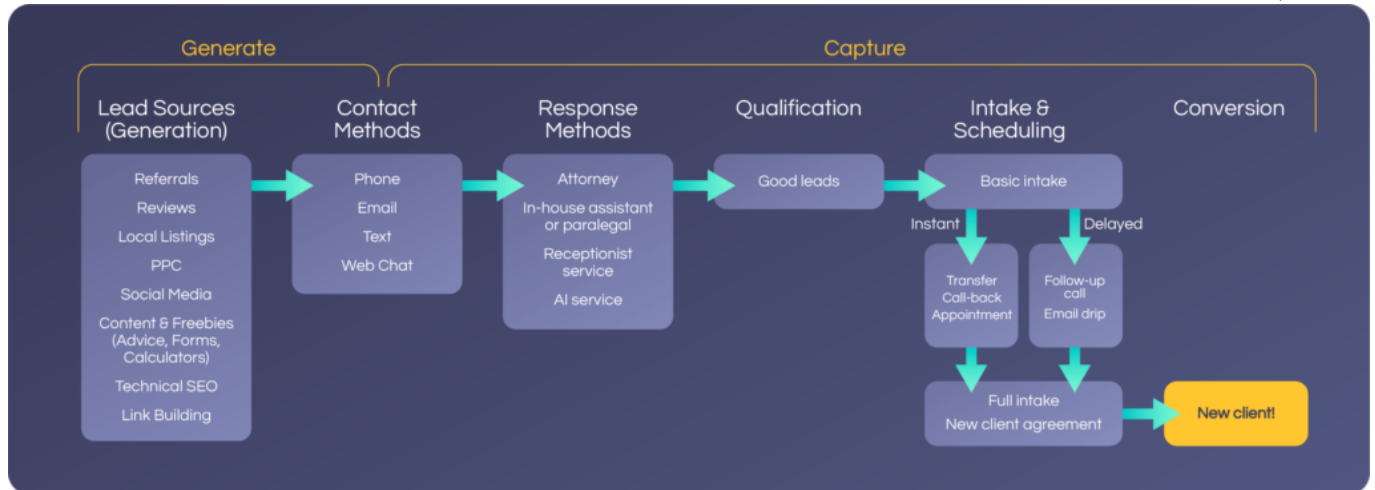 Generate
Capture
Lead Sources
(Generation)
Contact
Methods
Response
Methods
Qualification
Intake &
Scheduling
Conversion
Referrals
Reviews
Local Listings
PPC
Social Media
Content & Freebies
(Advice, Forms,
Calculators)
Technical SEO
Link Building
Phone
Email
Text
Web Chat
Attorney
In-house assistant
or paralegal
Receptionist
service
AI service
Good leads
Basic intake
Instant
Delayed
Transfer
Call-back
Appointment
Follow-up
call
Email drip
Full intake
New client agreement
New client!